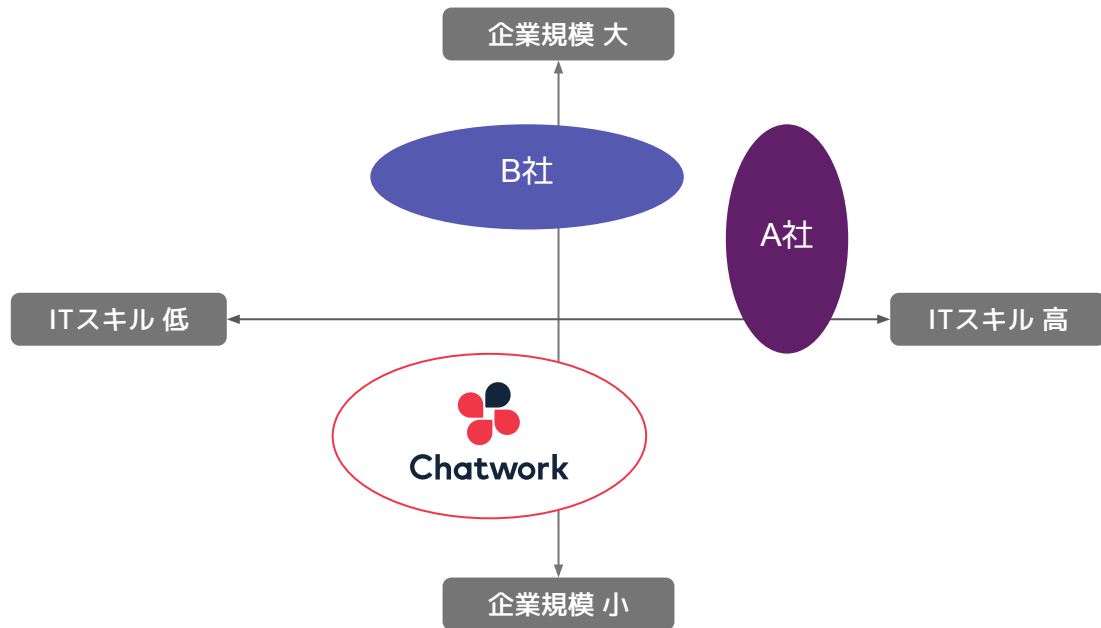 企業規模 大
B社
A社
ITスキル 低
ITスキル 高
Chatwork
企業規模 小